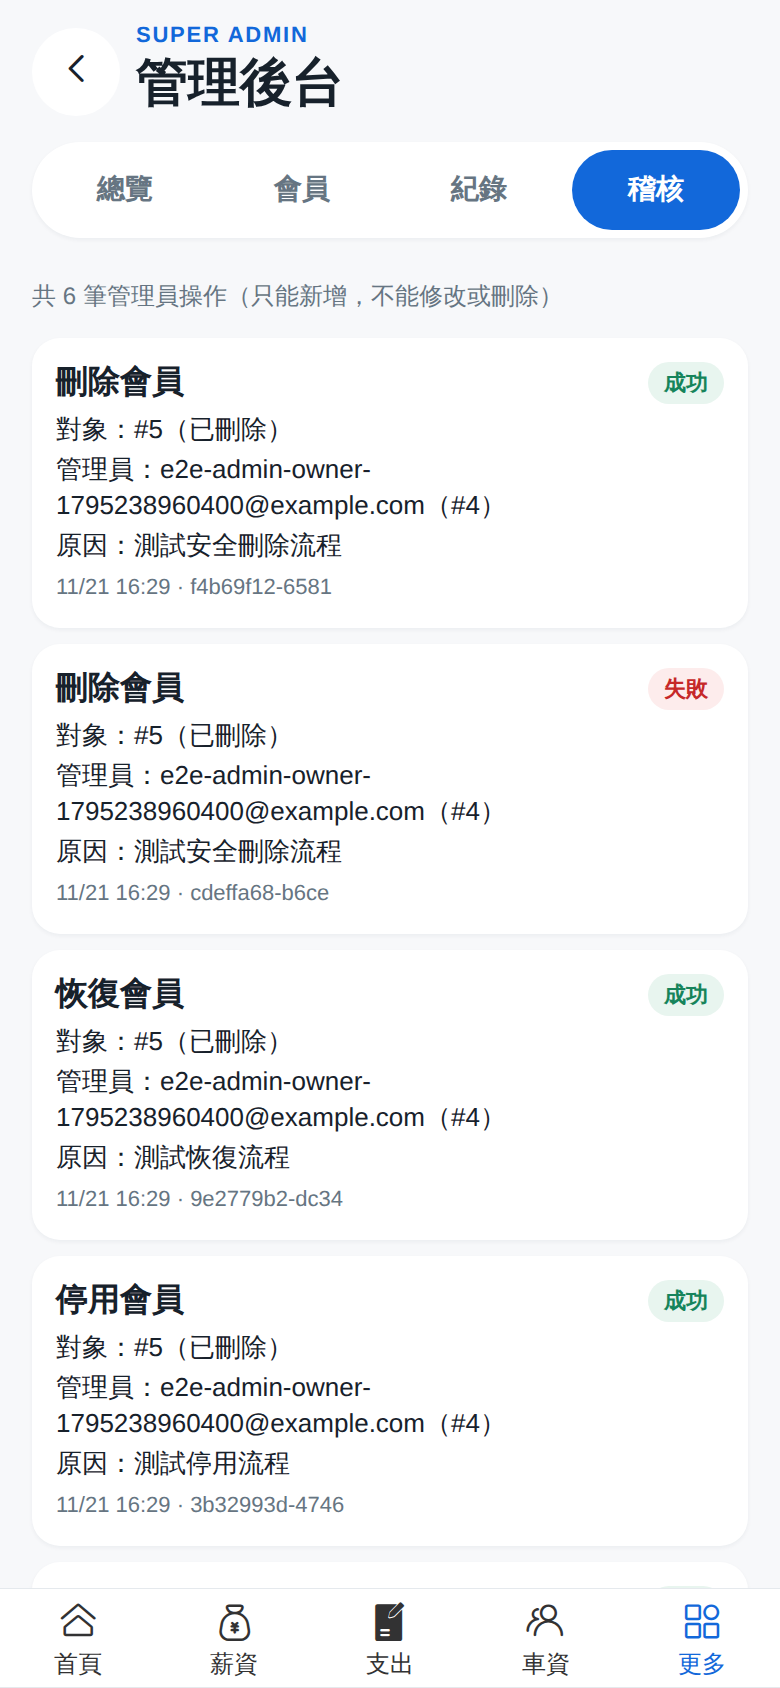 SUPER ADMIN
管理後台
總覽
會員
紀錄
稽核
共 6 筆管理員操作（只能新增，不能修改或刪除）
刪除會員
成功
對象：#5（已刪除）
管理員：e2e-admin-owner-
1795238960400@example.com（#4）
原因：測試安全刪除流程
11/21 16:29 · f4b69f12-6581
刪除會員
失敗
對象：#5（已刪除）
管理員：e2e-admin-owner-
1795238960400@example.com（#4）
原因：測試安全刪除流程
11/21 16:29 · cdeffa68-b6ce
恢復會員
成功
對象：#5（已刪除）
管理員：e2e-admin-owner-
1795238960400@example.com（#4）
原因：測試恢復流程
11/21 16:29 · 9e2779b2-dc34
停用會員
成功
對象：#5（已刪除）
管理員：e2e-admin-owner-
1795238960400@example.com（#4）
原因：測試停用流程
11/21 16:29 · 3b32993d-4746
首頁
薪資
支出
車資
更多